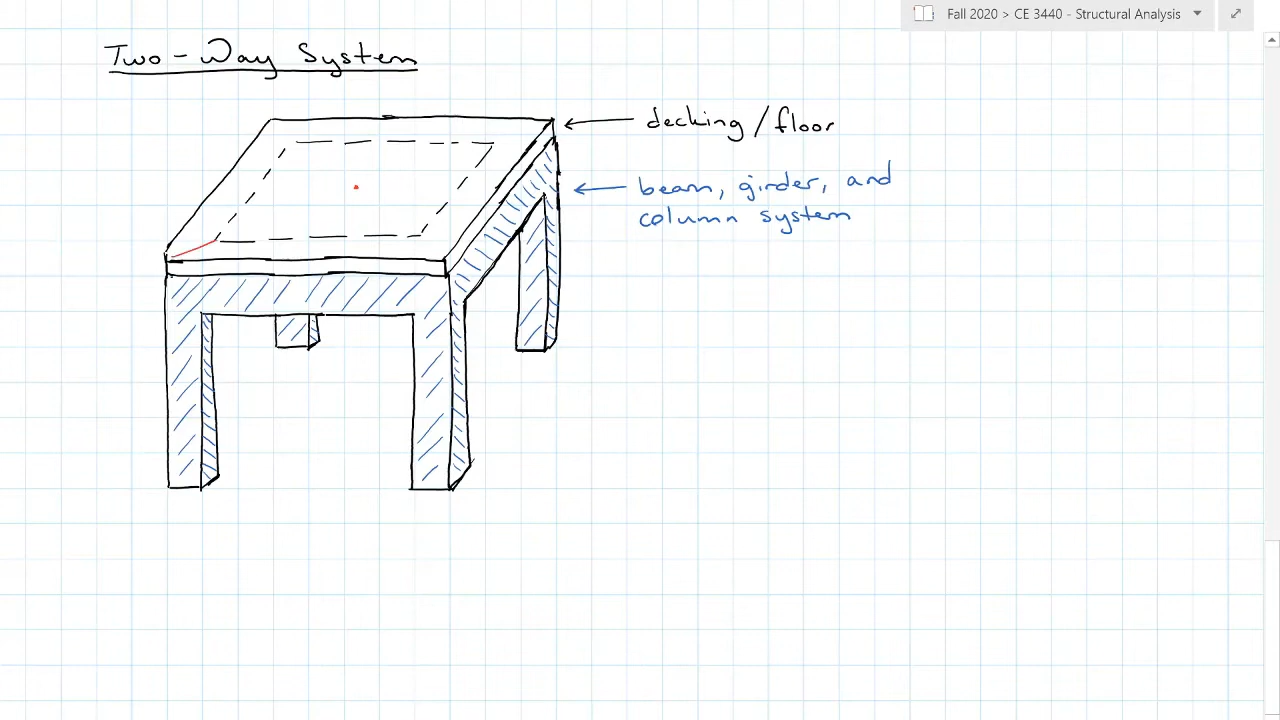 Fall 2020 > CE 3440 - Structural Analysis
Two-Way System
decking/floor
beam, girder, and
column system